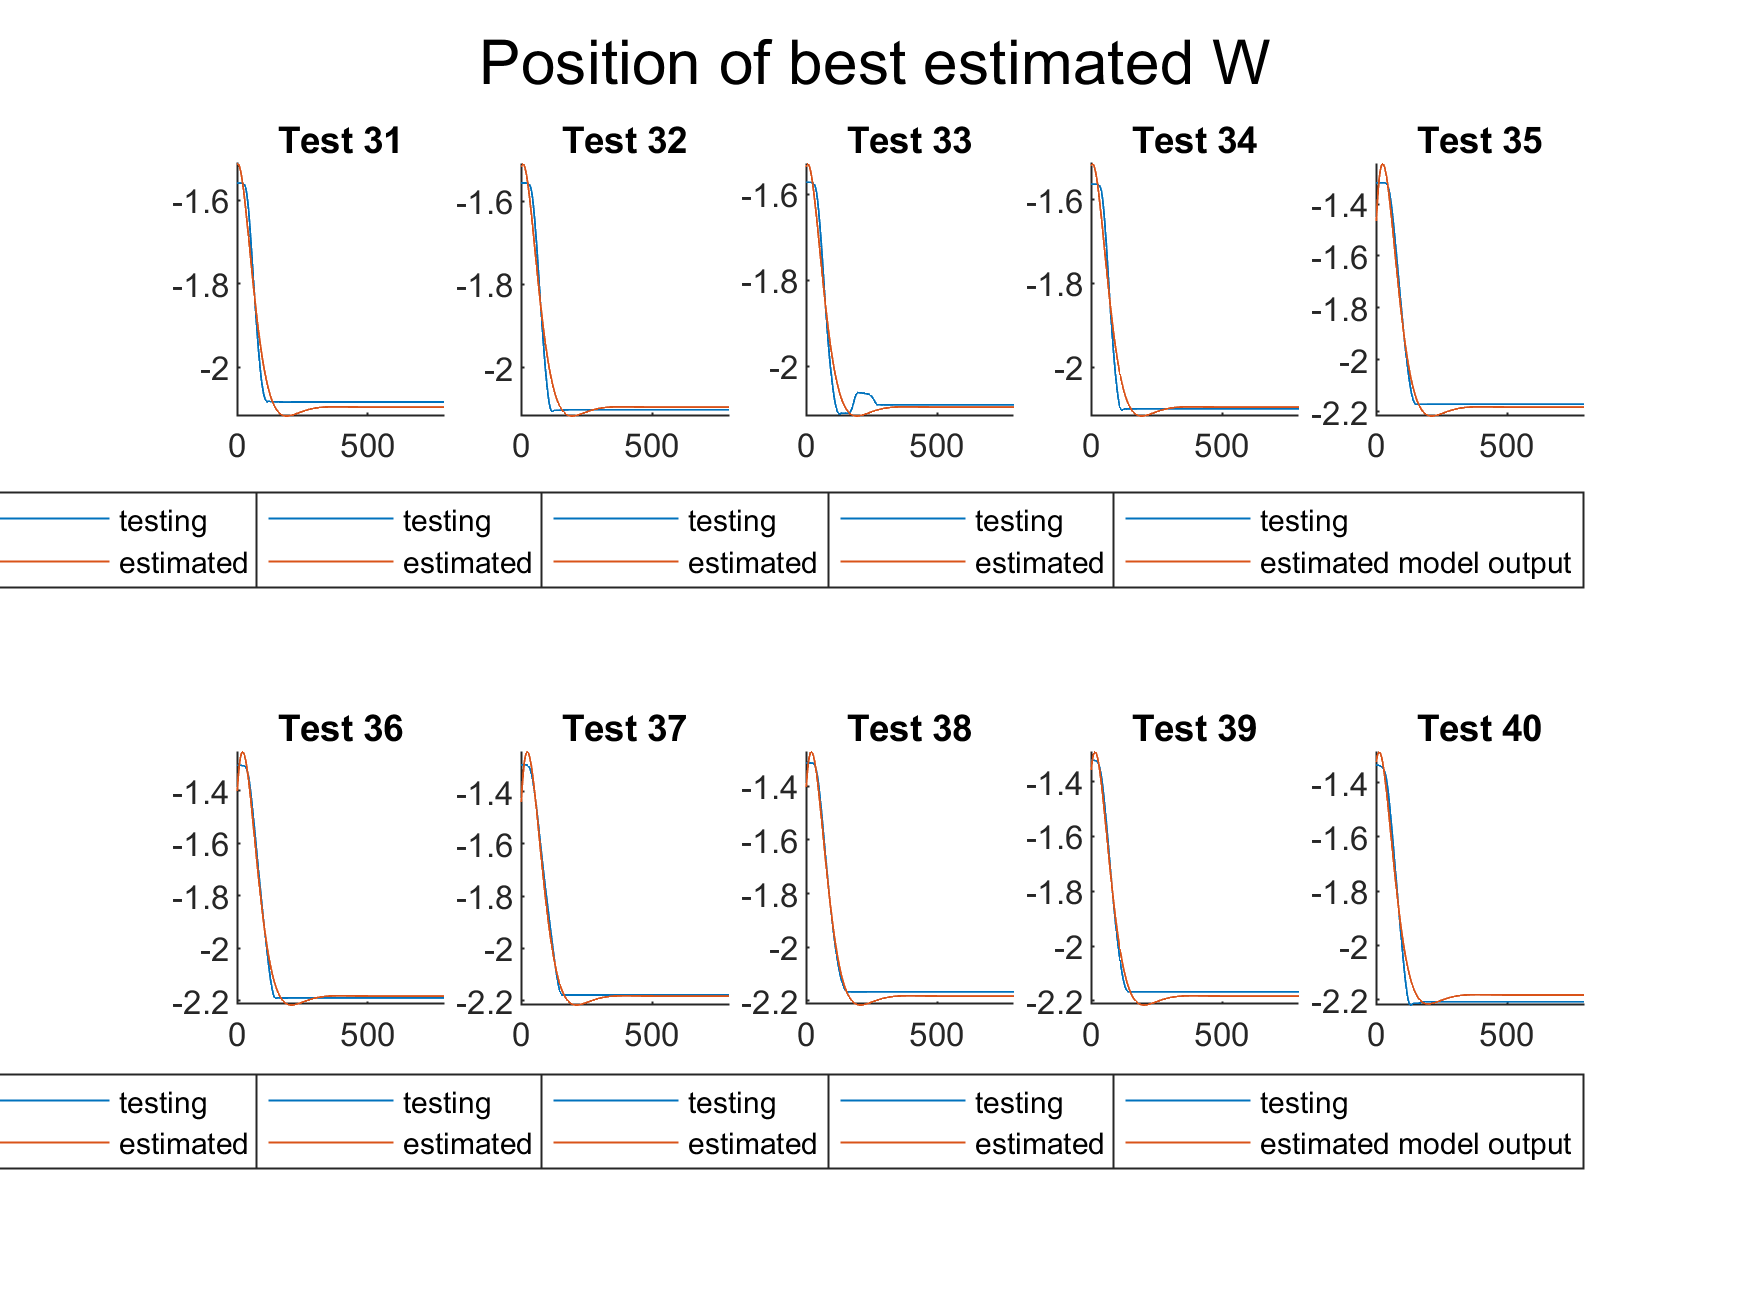 Position of best estimated W
Test 31 Test 32 Test 33 Test 34 Test 35
-1.6 -1.6 -1.6 -1.6 -1.4
-1.6
-1.8 -1.8 -1.8 -1.8 -1.8
-2 -2 -2 -2 -2
-2.2
0 500 0 500 0 500 0 500 0 500
testing testing testing testing testing
estimated estimated estimated estimated estimated model output
Test 36 Test 37 Test 38 Test 39 Test 40
-1.4 -1.4 -1.4 -1.4 -1.4
-1.6 -1.6 -1.6 -1.6 -1.6
-1.8 -1.8 -1.8 -1.8 -1.8
-2 -2 -2 -2 -2
-2.2 -2.2 -2.2 -2.2 -2.2
0 500 0 500 0 500 0 500 0 500
testing testing testing testing testing
estimated estimated estimated estimated estimated model output